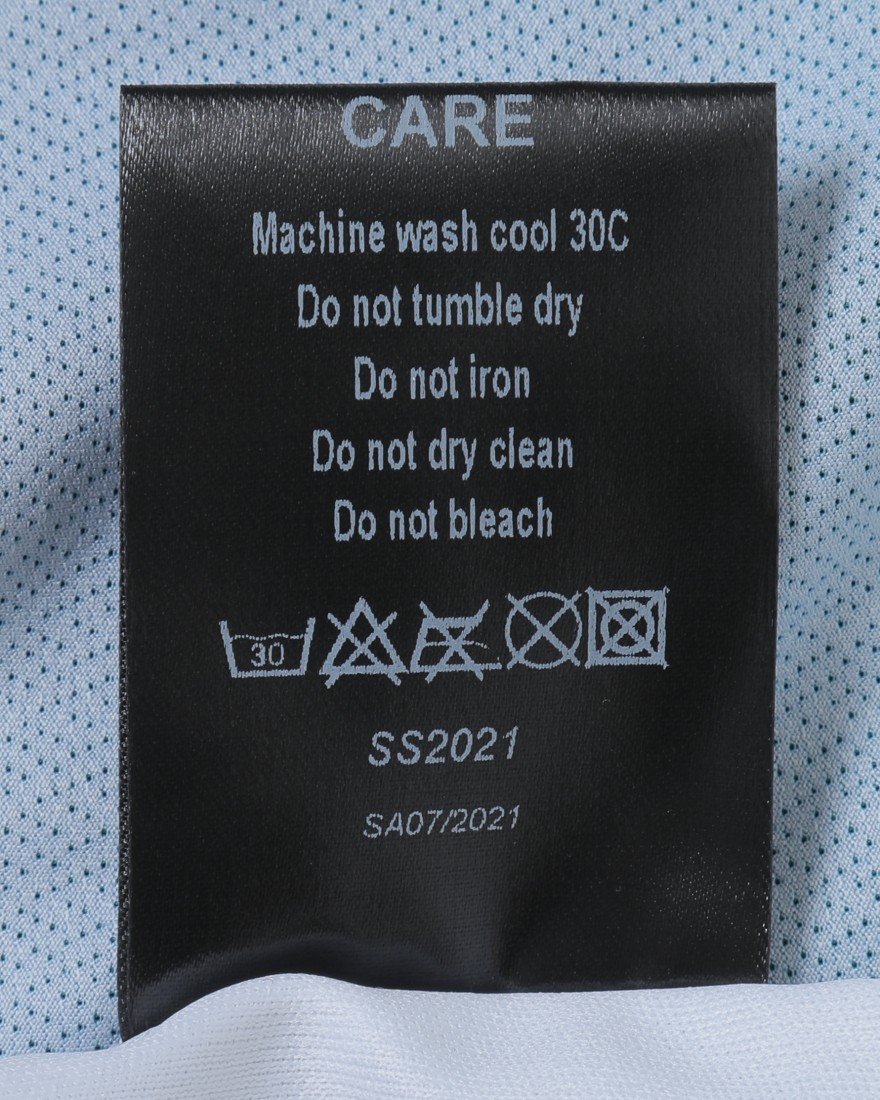 CARE
Machine wash cool 30C
Do not tumble dry
Do not iron
Do not dry clean
Do not bleach
30
SS2021
SA07/2021